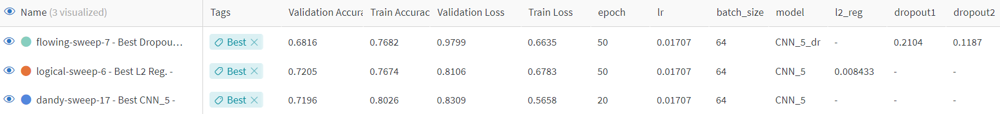 Name (3 visualized) Tags Validation Accura Train Accurac Validation Loss Train Loss epoch lr batch_size model l2_reg dropout1 dropout2
flowing-sweep-7 - Best Dropou… Best 0.6816 0.7682 0.9799 0.6635 50 0.01707 64 CNN_5_dr - 0.2104 0.1187
logical-sweep-6 - Best L2 Reg. - Best 0.7205 0.7674 0.8106 0.6783 50 0.01707 64 CNN_5 0.008433 - -
dandy-sweep-17 - Best CNN_5 - Best 0.7196 0.8026 0.8309 0.5658 20 0.01707 64 CNN_5 - - -